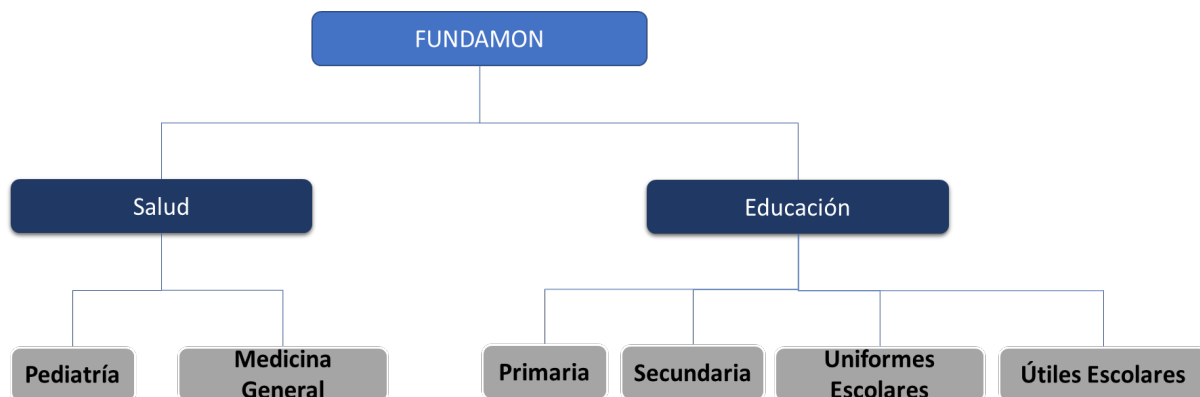 FUNDAMON
Salud
Educación
Pediatría
Medicina
General
Primaria
Secundaria
Uniformes
Escolares
Útiles Escolares